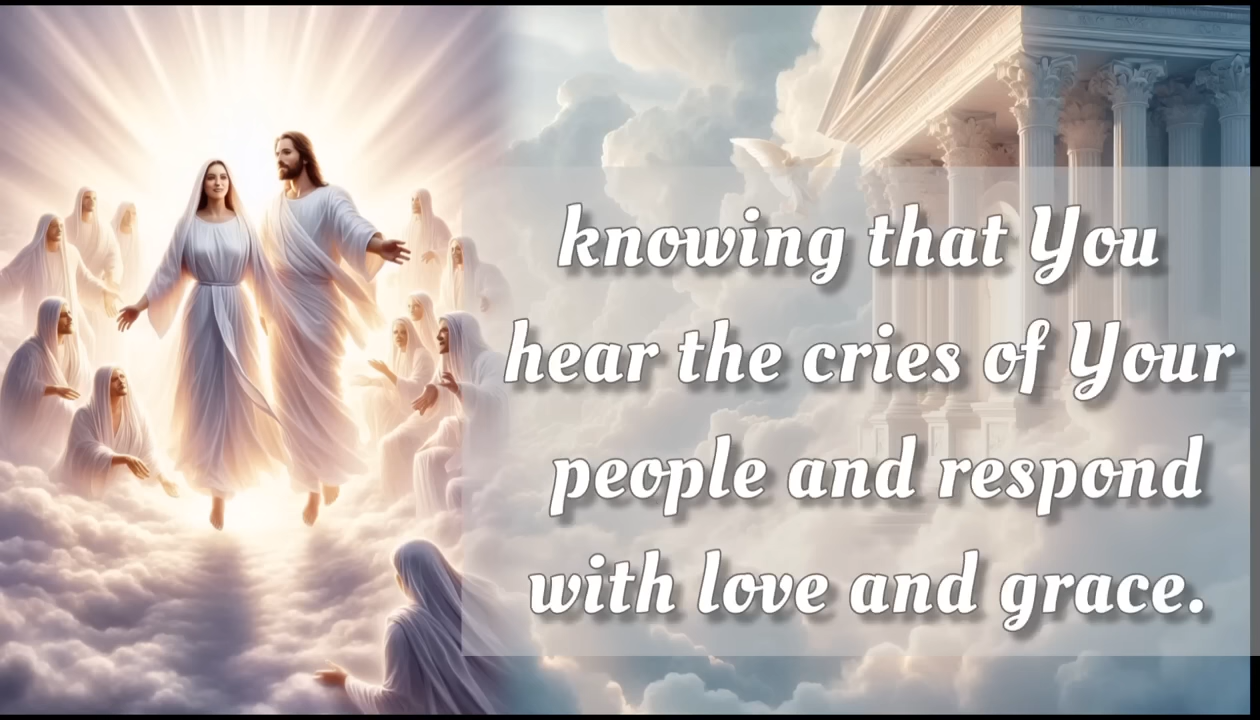 knowing that You
hear the cries of Your
people and respond
with love and grace.